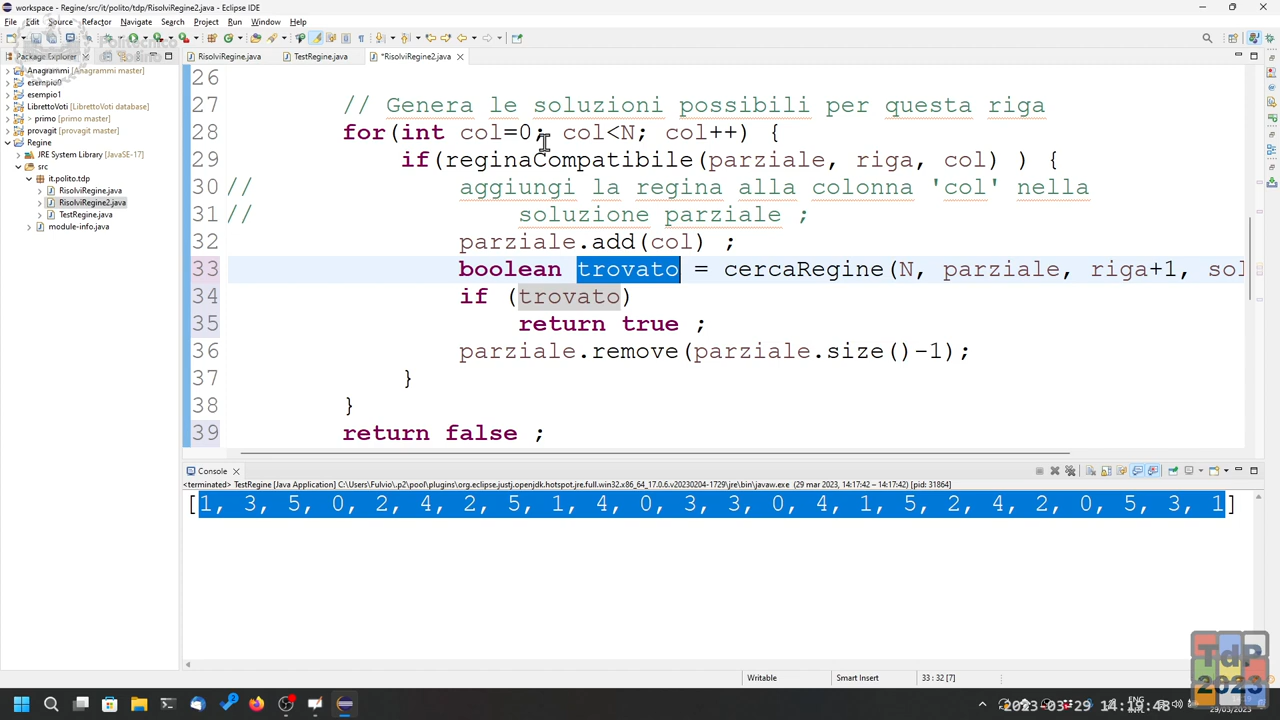 workspace - Regine/src/it/polito/tdp/RisolviRegine2.java - Eclipse IDE
File Edit Source Refactor Navigate Search Project Run Window Help
Politecnico
Package Explorer
RisolviRegine.java
TestRegine.java
*RisolviRegine2.java
Anagrammi [Anagrammi master]
esempio0
esempio1
LibrettoVoti [LibrettoVoti database]
> primo [primo master]
provagit [provagit master]
Regine
JRE System Library [JavaSE-17]
src
it.polito.tdp
RisolviRegine.java
RisolviRegine2.java
TestRegine.java
module-info.java
26
27 // Genera le soluzioni possibili per questa riga
28 for(int col=0; col<N; col++) {
29 if(reginaCompatibile(parziale, riga, col) ) {
30 // aggiungi la regina alla colonna 'col' nella
31 // soluzione parziale ;
32 parziale.add(col) ;
33 boolean trovato = cercaRegine(N, parziale, riga+1, sol
34 if (trovato)
35 return true ;
36 parziale.remove(parziale.size()-1);
37 }
38 }
39 return false ;
Console
<terminated> TestRegine [Java Application] C:\Users\Fulvio\.p2\pool\plugins\org.eclipse.justj.openjdk.hotspot.jre.full.win32.x86_64_17.0.6.v20230204-1729\jre\bin\javaw.exe (29 mar 2023, 14:17:42 – 14:17:42) [pid: 31864]
[1, 3, 5, 0, 2, 4, 2, 5, 1, 4, 0, 3, 3, 0, 4, 1, 5, 2, 4, 2, 0, 5, 3, 1]
Writable
Smart Insert
33 : 32 [7]
TdP
2023
ENG
2023-03-29 14:19:48